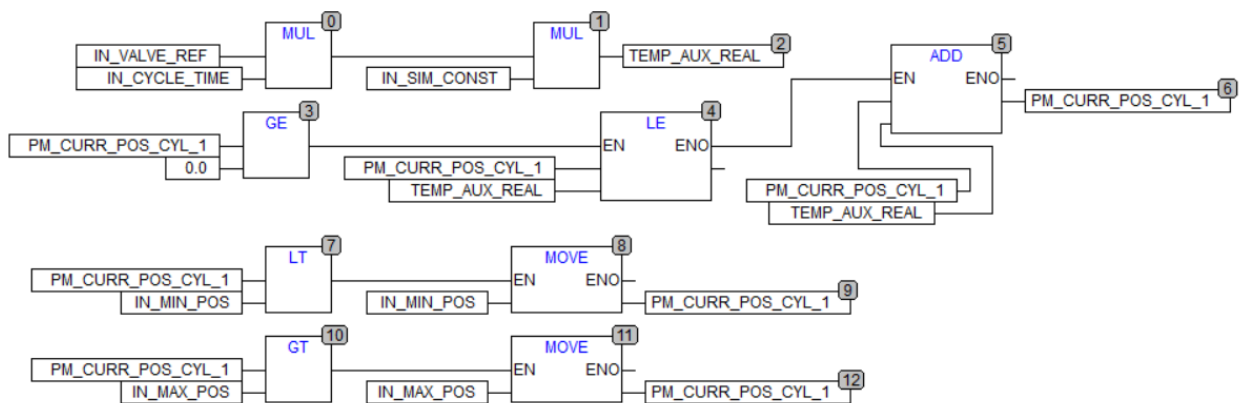 0
MUL
IN_VALVE_REF
IN_CYCLE_TIME
1
MUL
IN_SIM_CONST
2
TEMP_AUX_REAL
3
GE
PM_CURR_POS_CYL_1
0.0
4
LE
EN ENO
PM_CURR_POS_CYL_1
TEMP_AUX_REAL
5
ADD
EN ENO
PM_CURR_POS_CYL_1
TEMP_AUX_REAL
6
PM_CURR_POS_CYL_1
7
LT
PM_CURR_POS_CYL_1
IN_MIN_POS
8
MOVE
EN ENO
IN_MIN_POS
9
PM_CURR_POS_CYL_1
10
GT
PM_CURR_POS_CYL_1
IN_MAX_POS
11
MOVE
EN ENO
IN_MAX_POS
12
PM_CURR_POS_CYL_1